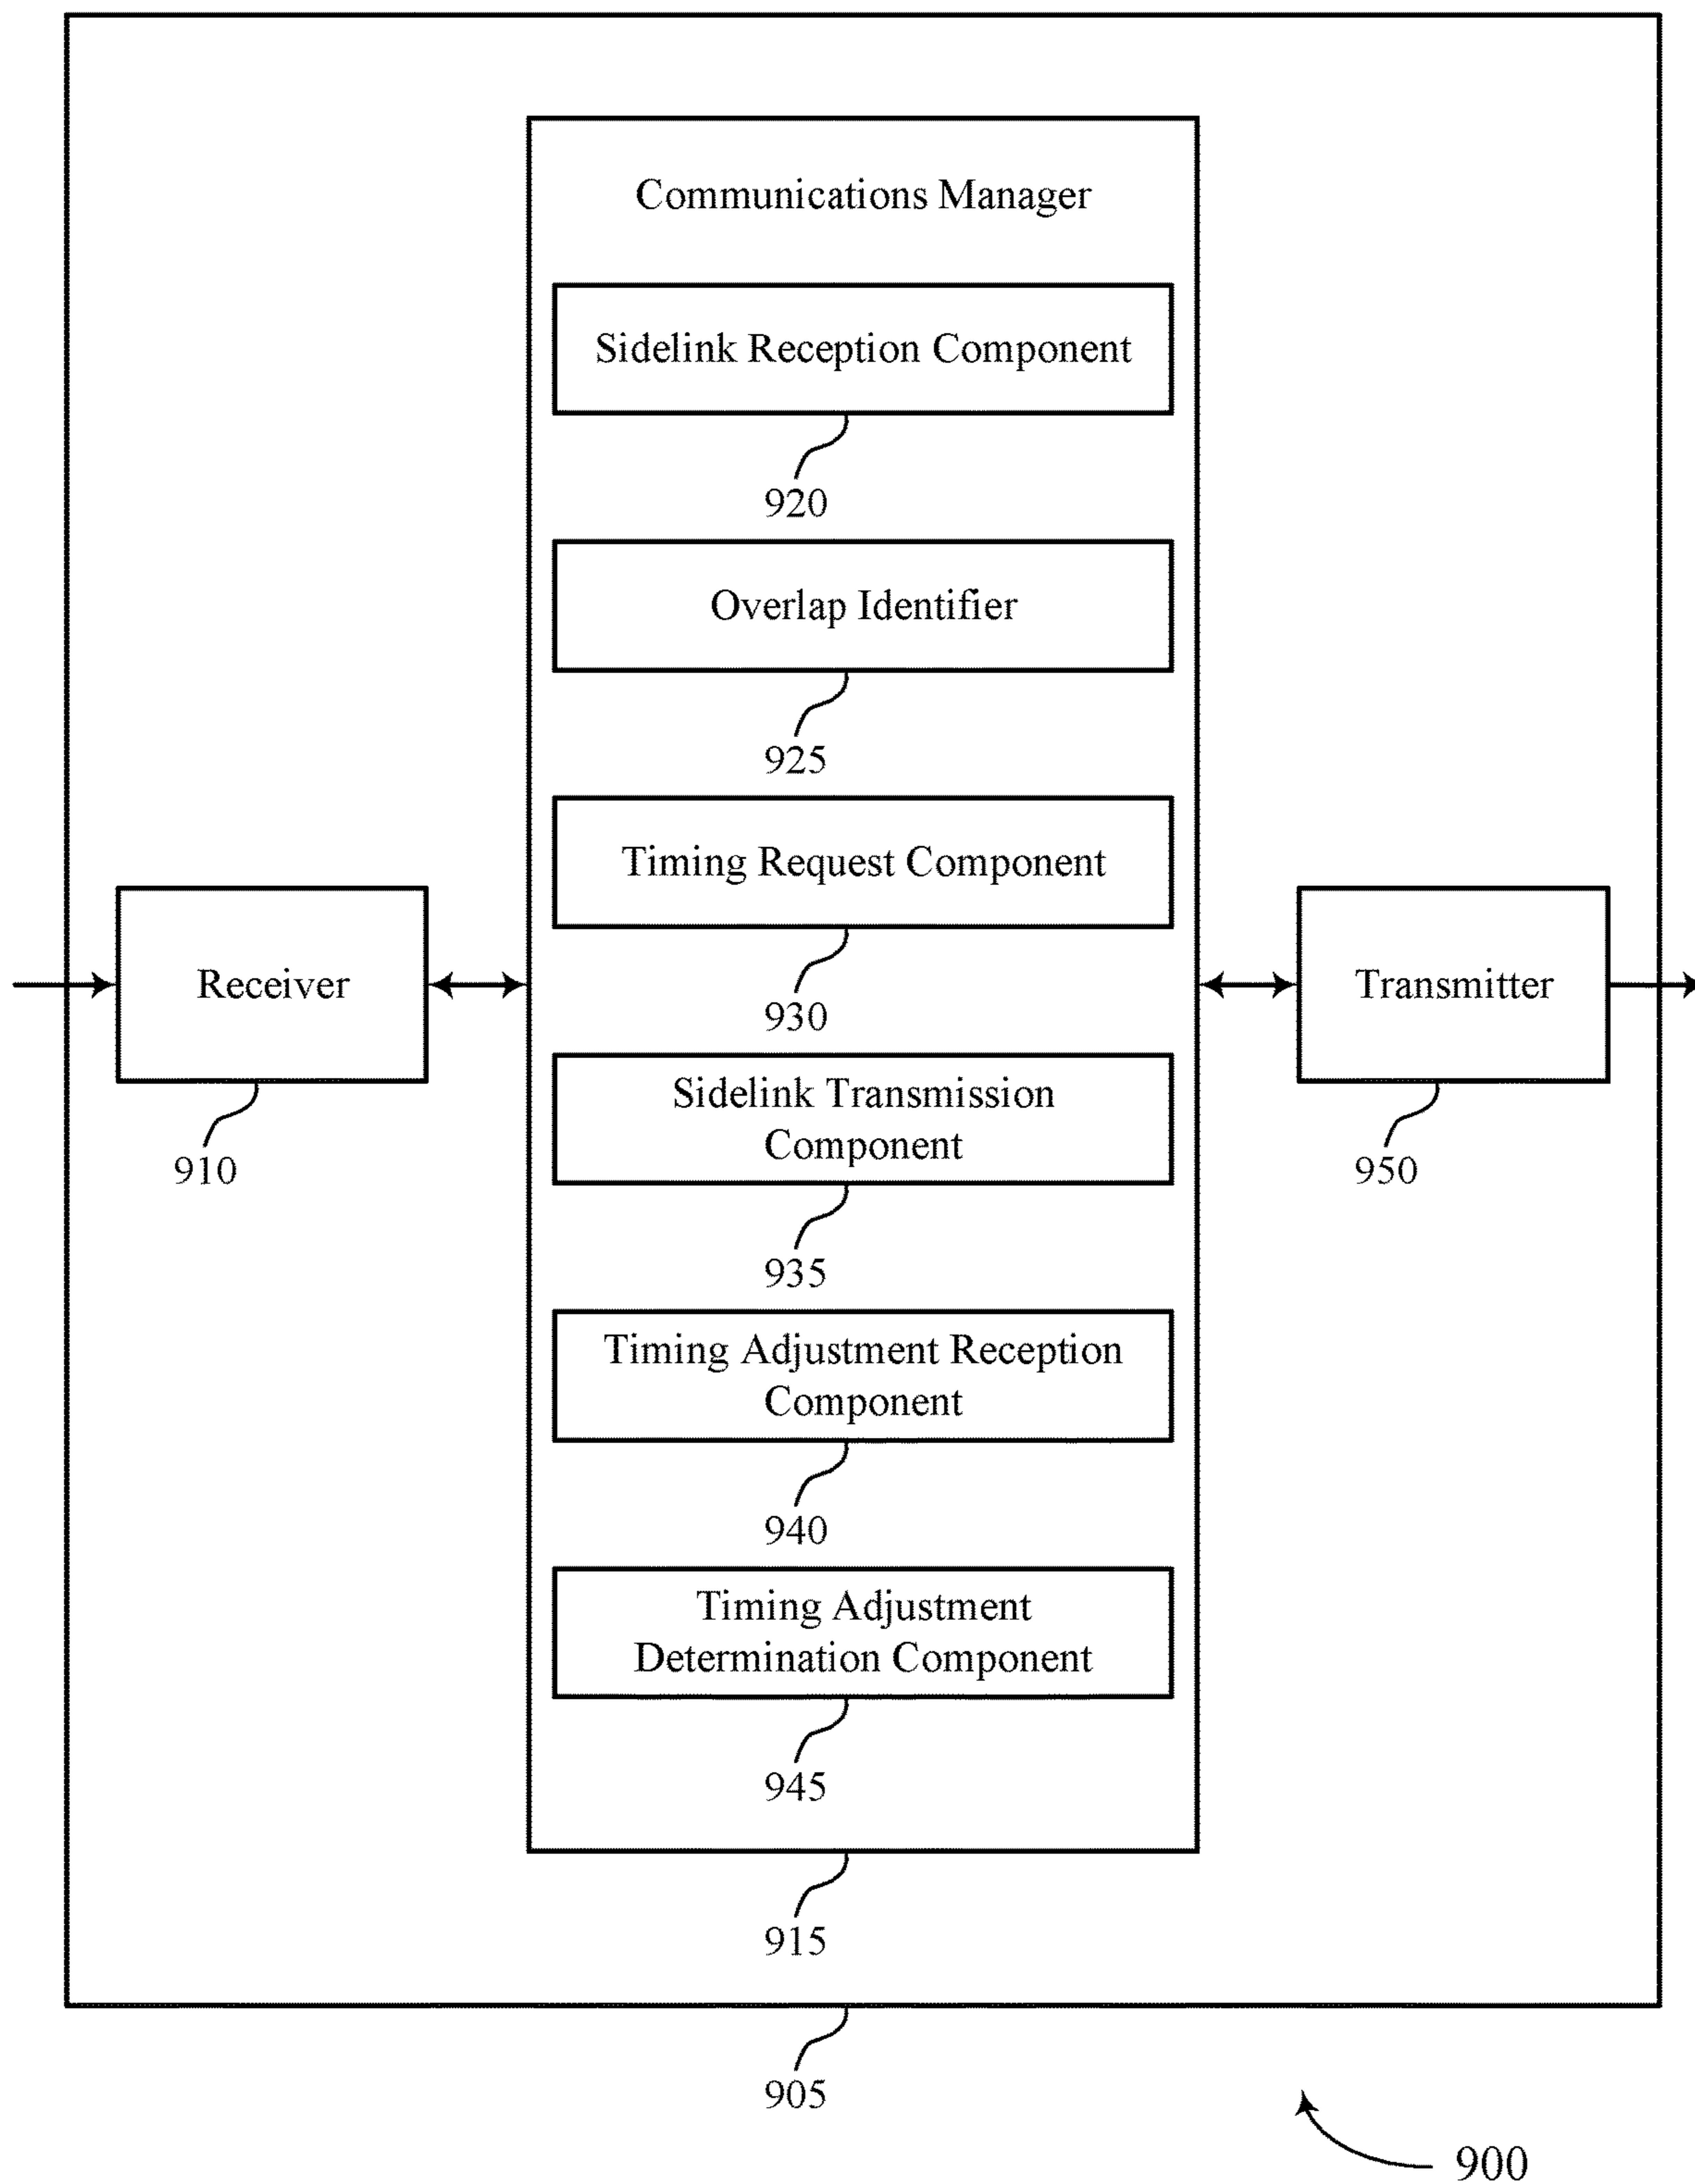 Communications Manager
Sidelink Reception Component
920
Overlap Identifier
925
Timing Request Component
930
Receiver
910
Transmitter
950
Sidelink Transmission
Component
935
Timing Adjustment Reception
Component
940
Timing Adjustment
Determination Component
945
915
905
900